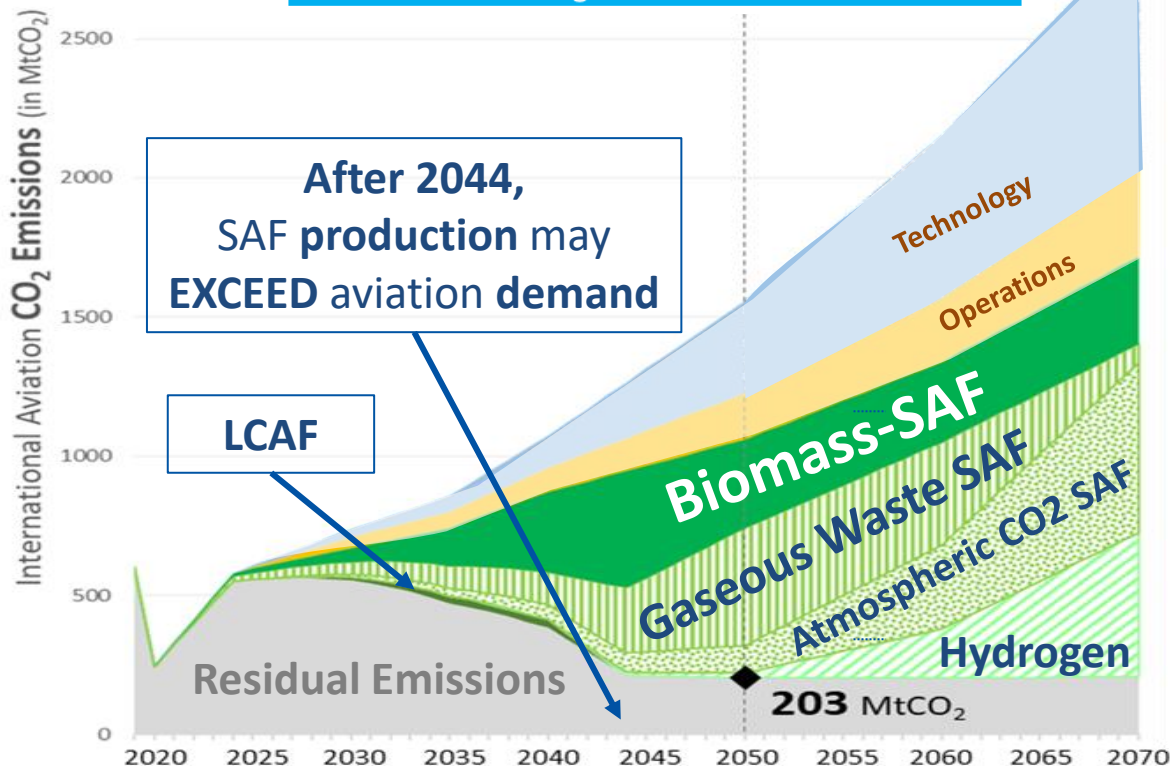 International Aviation CO₂ Emissions (in MtCO₂)
2500
2000
1500
1000
500
0
After 2044,
SAF production may
EXCEED aviation demand
LCAF
Technology
Operations
Biomass-SAF
Gaseous Waste SAF
Atmospheric CO2 SAF
Hydrogen
Residual Emissions
203 MtCO₂
2020 2025 2030 2035 2040 2045 2050 2055 2060 2065 2070